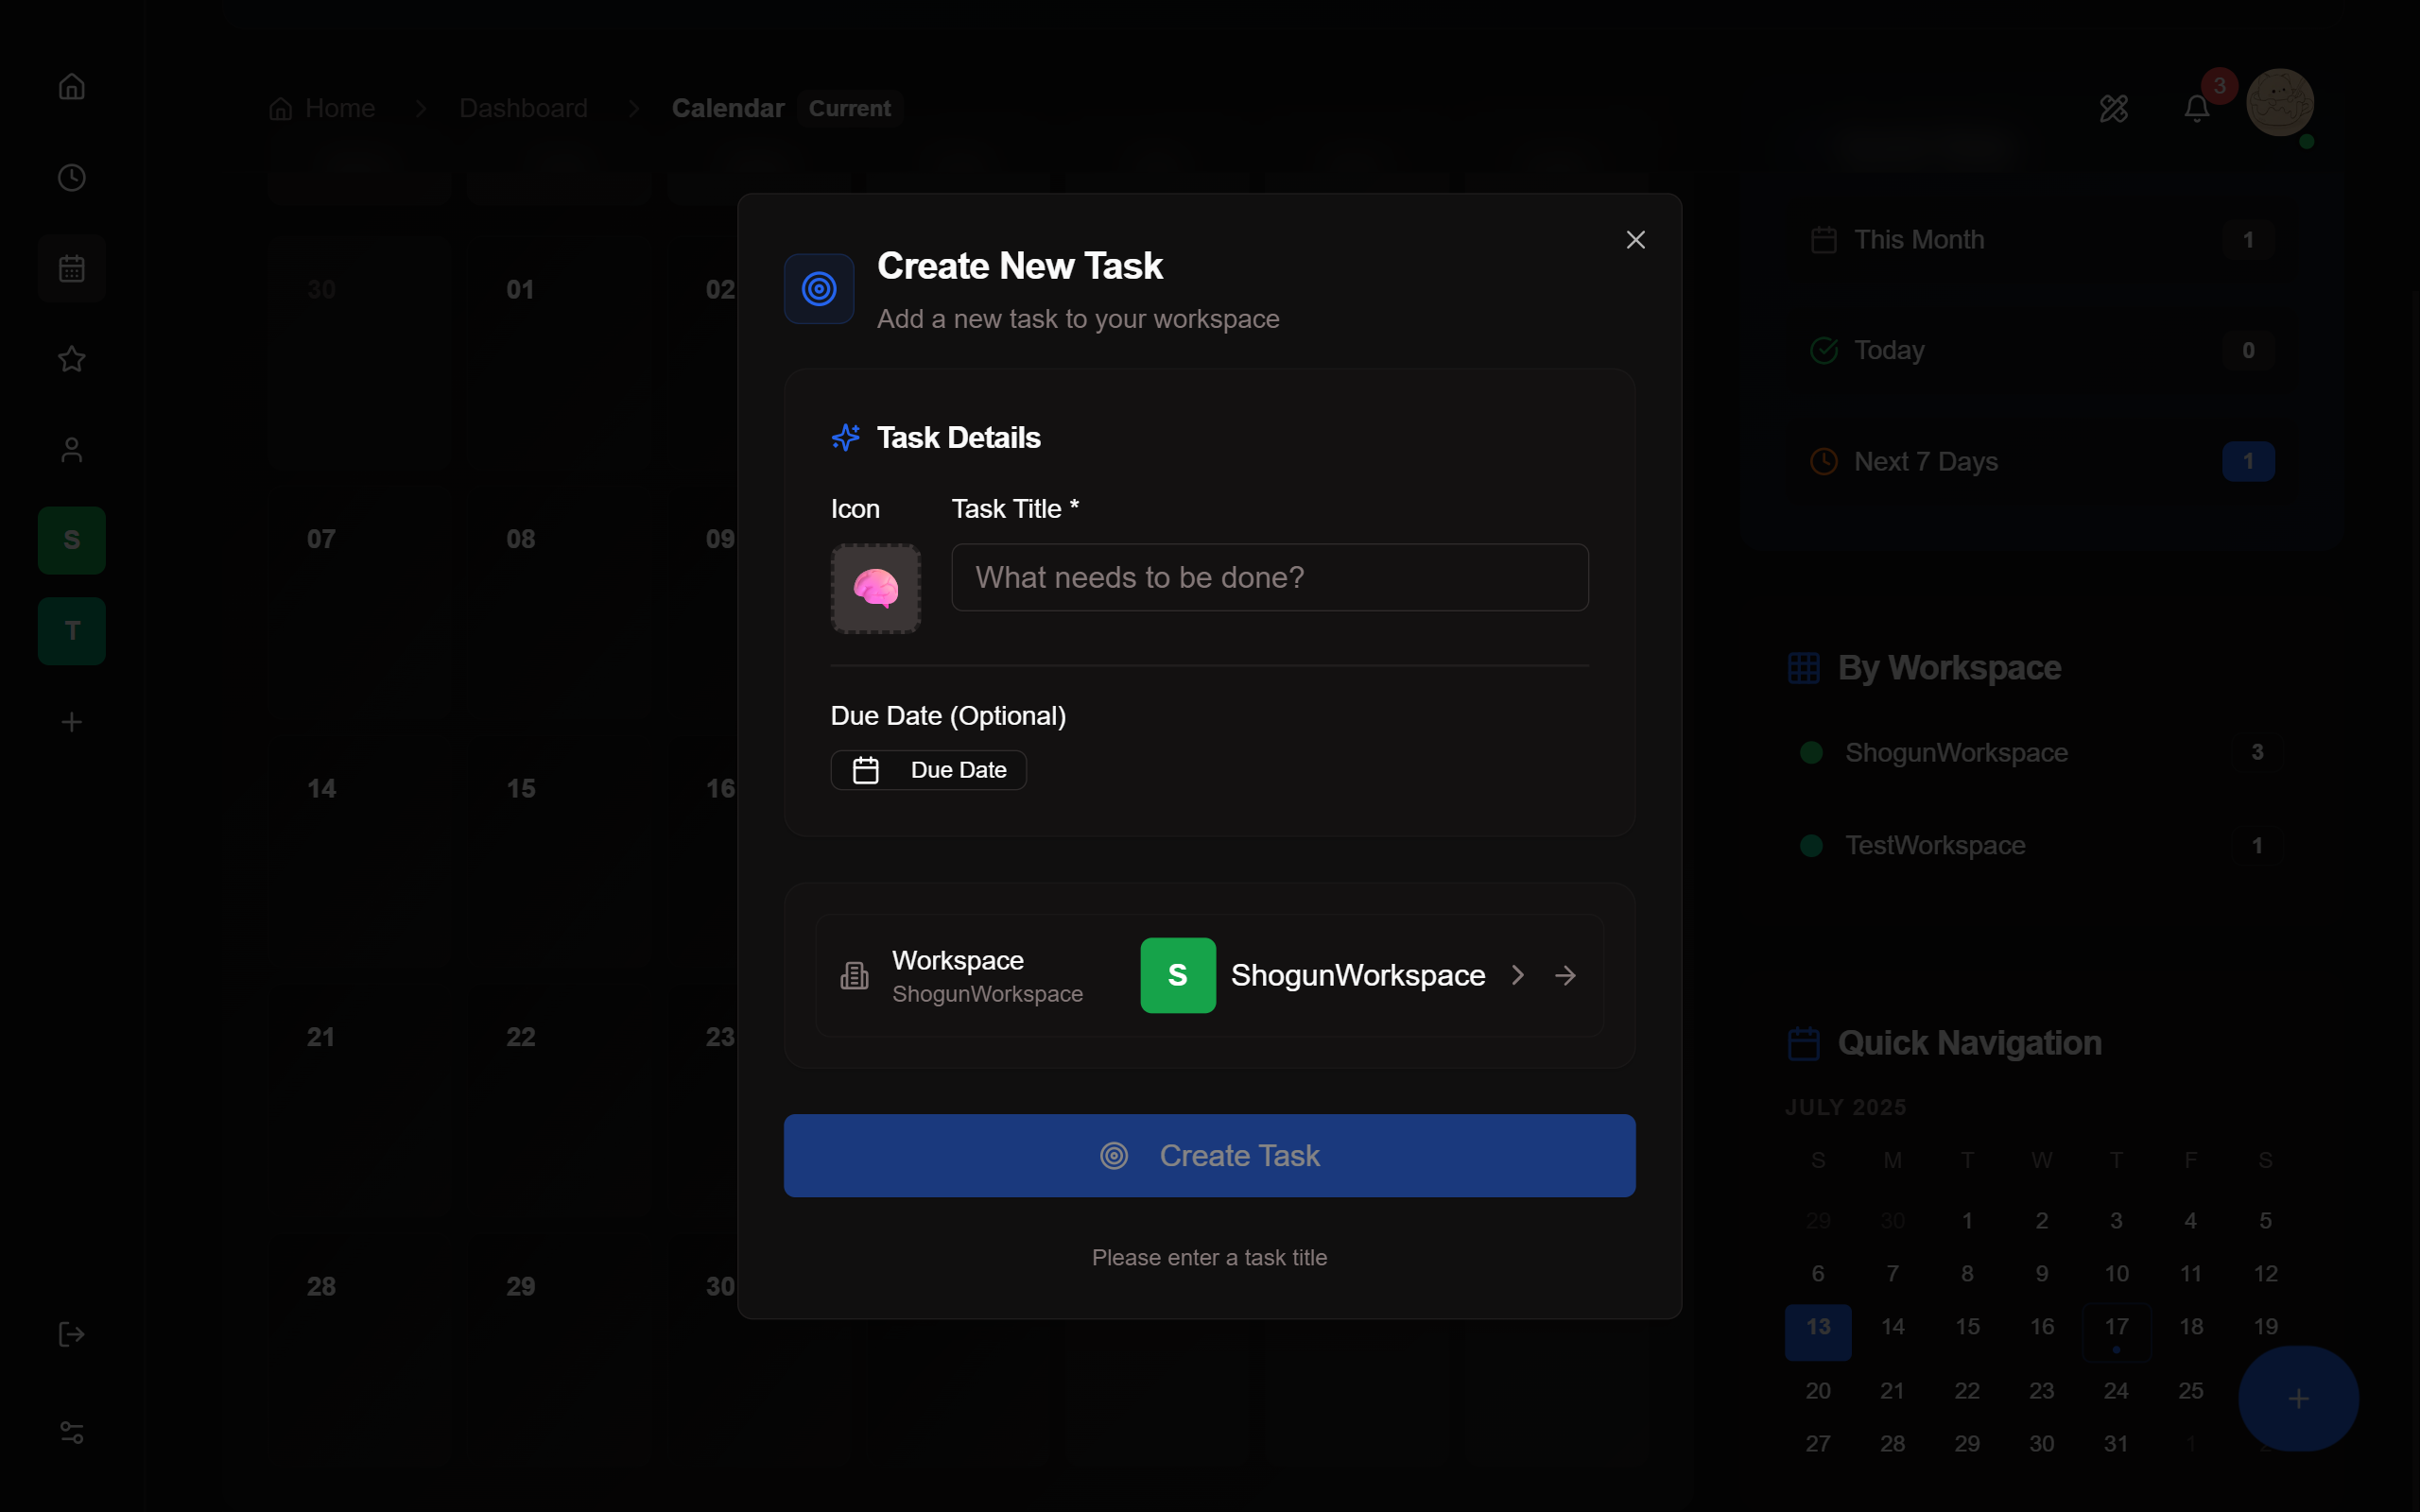 Home
Dashboard
Calendar
Current
3
S
T
30
01
02
07
08
09
14
15
16
21
22
23
28
29
30
Create New Task
Add a new task to your workspace
Task Details
Icon
Task Title *
What needs to be done?
Due Date (Optional)
Due Date
Workspace
ShogunWorkspace
S
ShogunWorkspace
Create Task
Please enter a task title
This Month
1
Today
0
Next 7 Days
1
By Workspace
ShogunWorkspace
3
TestWorkspace
1
Quick Navigation
JULY 2025
S M T W T F S
29 30 1 2 3 4 5
6 7 8 9 10 11 12
13 14 15 16 17 18 19
20 21 22 23 24 25
27 28 29 30 31 1 2